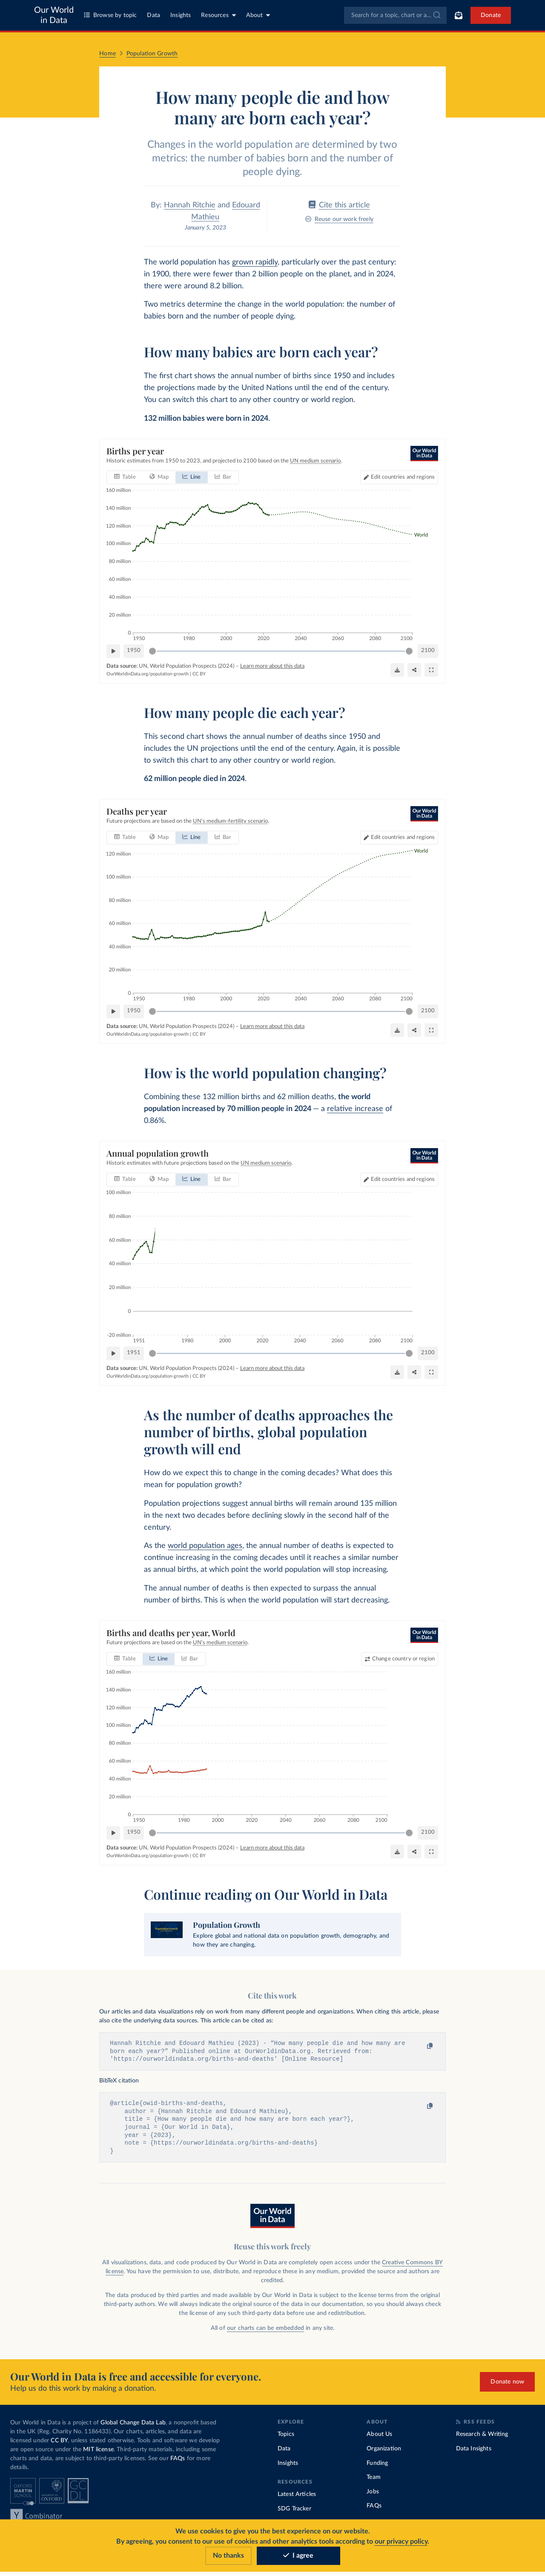 Our World
in Data
Browse by topic
Data
Insights
Resources
About
Search for a topic, chart or a...
Donate
Home
Population Growth
How many people die and how
many are born each year?
Changes in the world population are determined by two
metrics: the number of babies born and the number of
people dying.
By: Hannah Ritchie and Edouard
Mathieu
January 5, 2023
Cite this article
Reuse our work freely
The world population has grown rapidly, particularly over the past century:
in 1900, there were fewer than 2 billion people on the planet, and in 2024,
there were around 8.2 billion.
Two metrics determine the change in the world population: the number of
babies born and the number of people dying.
How many babies are born each year?
The first chart shows the annual number of births since 1950 and includes
the projections made by the United Nations until the end of the century.
You can switch this chart to any other country or world region.
132 million babies were born in 2024.
Births per year
Historic estimates from 1950 to 2023, and projected to 2100 based on the UN medium scenario.
Our World
in Data
Table
Map
Line
Bar
Edit countries and regions
160 million
140 million
120 million
100 million
80 million
60 million
40 million
20 million
0
World
1950
1980
2000
2020
2040
2060
2080
2100
1950
2100
Data source: UN, World Population Prospects (2024) – Learn more about this data
OurWorldinData.org/population-growth | CC BY
How many people die each year?
This second chart shows the annual number of deaths since 1950 and
includes the UN projections until the end of the century. Again, it is possible
to switch this chart to any other country or world region.
62 million people died in 2024.
Deaths per year
Future projections are based on the UN's medium-fertility scenario.
Our World
in Data
Table
Map
Line
Bar
Edit countries and regions
120 million
100 million
80 million
60 million
40 million
20 million
0
World
1950
1980
2000
2020
2040
2060
2080
2100
1950
2100
Data source: UN, World Population Prospects (2024) – Learn more about this data
OurWorldinData.org/population-growth | CC BY
How is the world population changing?
Combining these 132 million births and 62 million deaths, the world
population increased by 70 million people in 2024 — a relative increase of
0.86%.
Annual population growth
Historic estimates with future projections based on the UN medium scenario.
Our World
in Data
Table
Map
Line
Bar
Edit countries and regions
100 million
80 million
60 million
40 million
20 million
0
-20 million
1951
1980
2000
2020
2040
2060
2080
2100
1951
2100
Data source: UN, World Population Prospects (2024) – Learn more about this data
OurWorldinData.org/population-growth | CC BY
As the number of deaths approaches the
number of births, global population
growth will end
How do we expect this to change in the coming decades? What does this
mean for population growth?
Population projections suggest annual births will remain around 135 million
in the next two decades before declining slowly in the second half of the
century.
As the world population ages, the annual number of deaths is expected to
continue increasing in the coming decades until it reaches a similar number
as annual births, at which point the world population will stop increasing.
The annual number of deaths is then expected to surpass the annual
number of births. This is when the world population will start decreasing.
Births and deaths per year, World
Future projections are based on the UN's medium scenario.
Our World
in Data
Table
Line
Bar
Change country or region
160 million
140 million
120 million
100 million
80 million
60 million
40 million
20 million
0
1950
1980
2000
2020
2040
2060
2080
2100
1950
2100
Data source: UN, World Population Prospects (2024) – Learn more about this data
OurWorldinData.org/population-growth | CC BY
Continue reading on Our World in Data
Population Growth
Explore global and national data on population growth, demography, and
how they are changing.
Cite this work
Our articles and data visualizations rely on work from many different people and organizations. When citing this article, please
also cite the underlying data sources. This article can be cited as:
Hannah Ritchie and Edouard Mathieu (2023) - “How many people die and how many are
born each year?” Published online at OurWorldinData.org. Retrieved from:
'https://ourworldindata.org/births-and-deaths' [Online Resource]
BibTeX citation
@article{owid-births-and-deaths,
author = {Hannah Ritchie and Edouard Mathieu},
title = {How many people die and how many are born each year?},
journal = {Our World in Data},
year = {2023},
note = {https://ourworldindata.org/births-and-deaths}
}
Our World
in Data
Reuse this work freely
All visualizations, data, and code produced by Our World in Data are completely open access under the Creative Commons BY
license. You have the permission to use, distribute, and reproduce these in any medium, provided the source and authors are
credited.
The data produced by third parties and made available by Our World in Data is subject to the license terms from the original
third-party authors. We will always indicate the original source of the data in our documentation, so you should always check
the license of any such third-party data before use and redistribution.
All of our charts can be embedded in any site.
Our World in Data is free and accessible for everyone.
Help us do this work by making a donation.
Donate now
Our World in Data is a project of Global Change Data Lab, a nonprofit based
in the UK (Reg. Charity No. 1186433). Our charts, articles, and data are
licensed under CC BY, unless stated otherwise. Tools and software we develop
are open source under the MIT license. Third-party materials, including some
charts and data, are subject to third-party licenses. See our FAQs for more
details.
OXFORD
MARTIN
SCHOOL
UNIVERSITY OF
OXFORD
GC
DL
Y Combinator
EXPLORE
Topics
Data
Insights
RESOURCES
Latest Articles
SDG Tracker
ABOUT
About Us
Organization
Funding
Team
Jobs
FAQs
RSS FEEDS
Research & Writing
Data Insights
We use cookies to give you the best experience on our website.
By agreeing, you consent to our use of cookies and other analytics tools according to our privacy policy.
No thanks
I agree